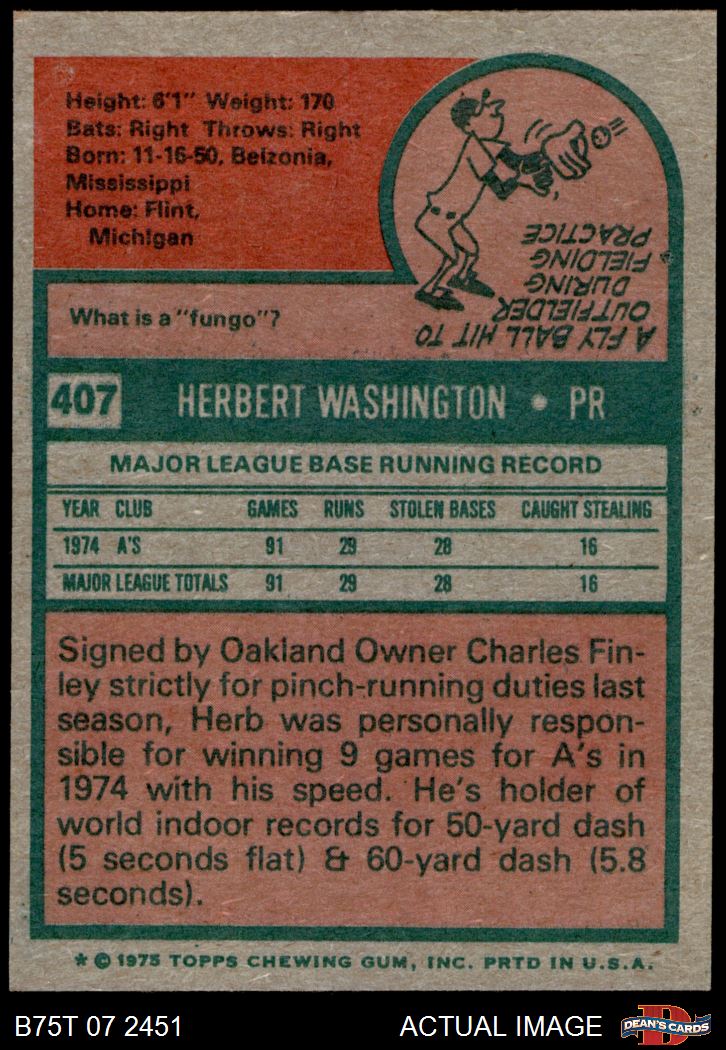 Height: 6'1" Weight: 170
Bats: Right Throws: Right
Born: 11-16-50, Belzonia,
Mississippi
Home: Flint,
Michigan
What is a "fungo"?
A FLY BALL HIT TO
OUTFIELDER
DURING
FIELDING
PRACTICE
407 HERBERT WASHINGTON • PR
MAJOR LEAGUE BASE RUNNING RECORD
YEAR CLUB GAMES RUNS STOLEN BASES CAUGHT STEALING
1974 A'S 91 29 28 16
MAJOR LEAGUE TOTALS 91 29 28 16
Signed by Oakland Owner Charles Fin-
ley strictly for pinch-running duties last
season, Herb was personally respon-
sible for winning 9 games for A's in
1974 with his speed. He's holder of
world indoor records for 50-yard dash
(5 seconds flat) & 60-yard dash (5.8
seconds).
* © 1975 TOPPS CHEWING GUM, INC. PRTD IN U.S.A.
B75T 07 2451 ACTUAL IMAGE
D
DEAN'S CARDS